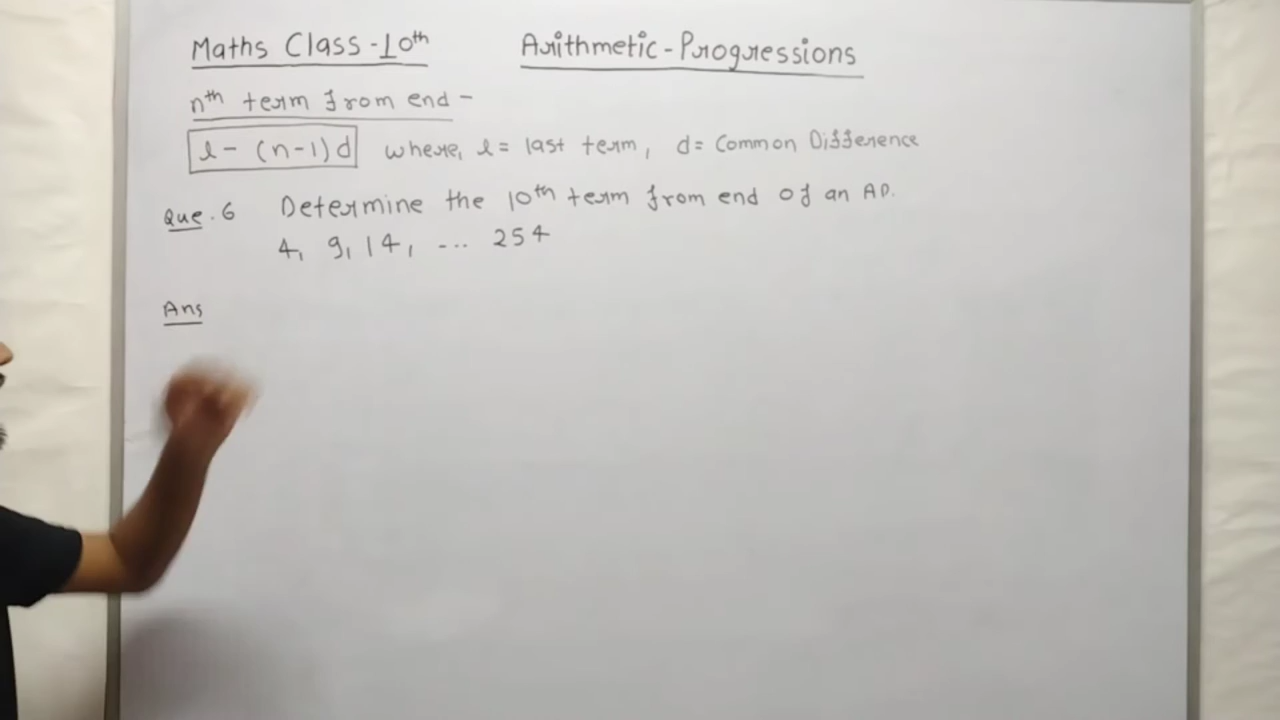 Maths Class-10th Arithmetic-Progressions
nth term from end-
l-(n-1)d where, l= last term, d= Common Difference
Que.6 Determine the 10th term from end of an AP.
4, 9, 14, --- 254
Ans